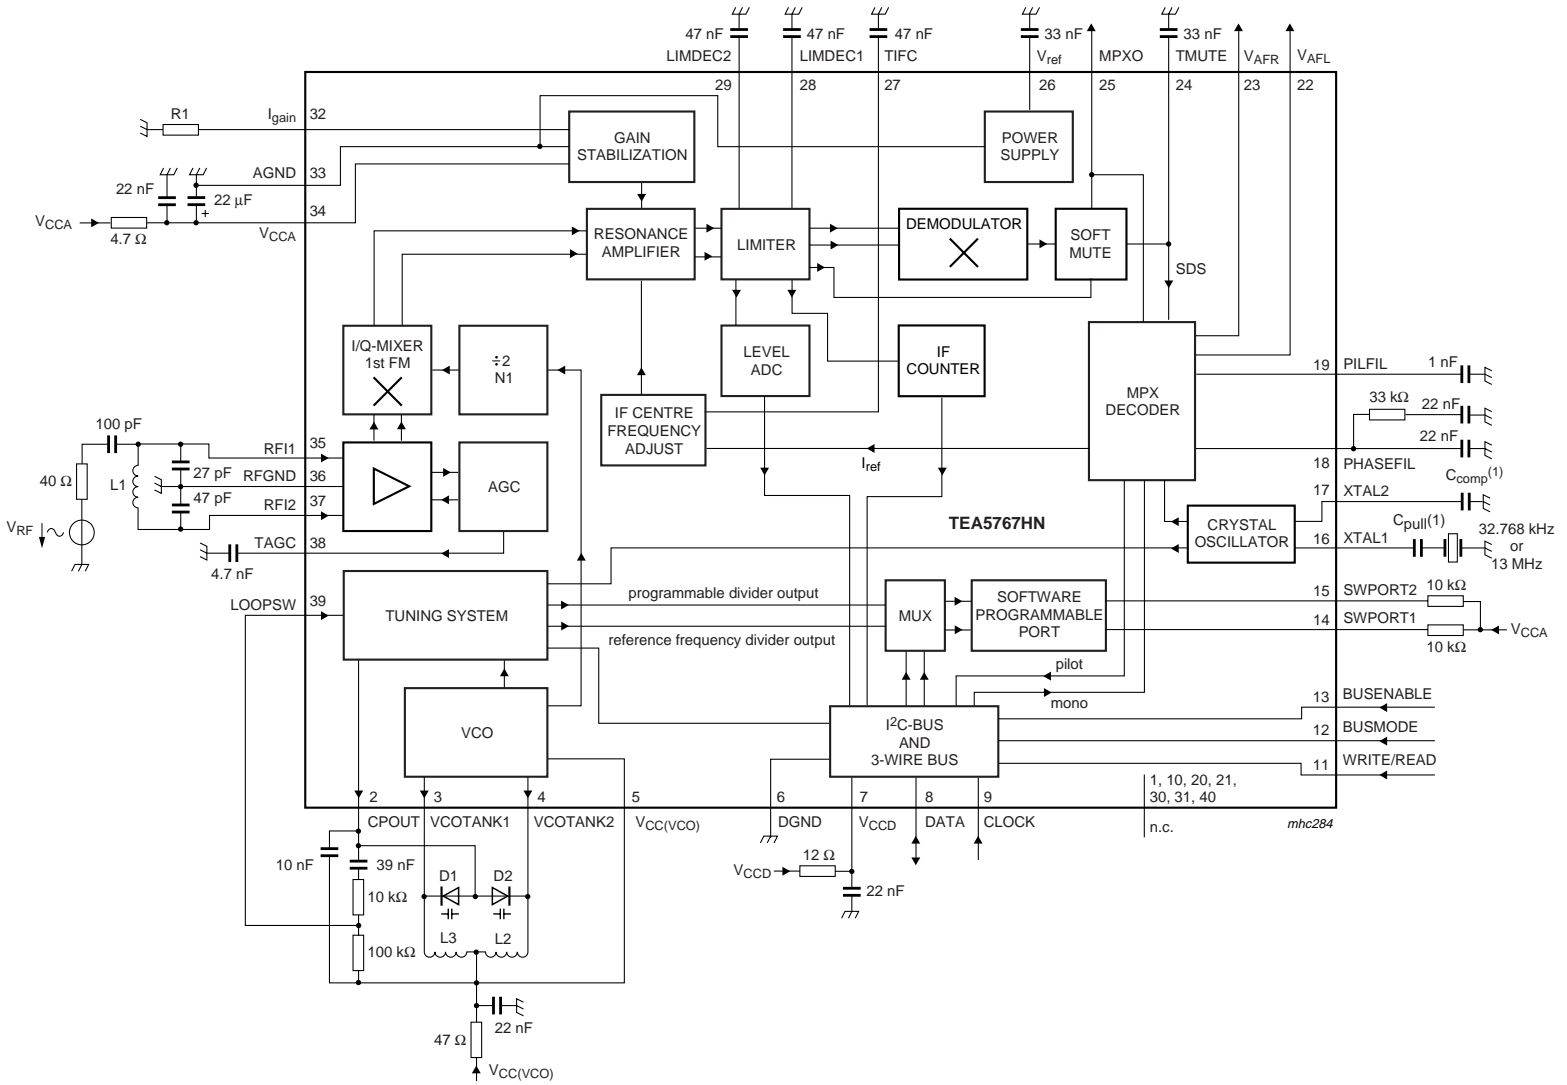 47 nF
47 nF
47 nF
33 nF
33 nF
LIMDEC2
LIMDEC1
TIFC
Vref
MPXO
TMUTE
VAFR
VAFL
29
28
27
26
25
24
23
22
R1
Igain
32
GAIN
STABILIZATION
POWER
SUPPLY
AGND
33
22 nF
22 μF
+
34
VCCA
4.7 Ω
VCCA
RESONANCE
AMPLIFIER
LIMITER
DEMODULATOR
SOFT
MUTE
SDS
I/Q-MIXER
1st FM
÷2
N1
LEVEL
ADC
IF
COUNTER
MPX
DECODER
19
PILFIL
1 nF
33 kΩ
22 nF
22 nF
18
PHASEFIL
IF CENTRE
FREQUENCY
ADJUST
Iref
100 pF
RFI1
35
27 pF
RFGND
36
47 pF
RFI2
37
40 Ω
L1
VRF
AGC
TAGC
38
4.7 nF
TEA5767HN
CRYSTAL
OSCILLATOR
17
XTAL2
Ccomp(1)
16
XTAL1
Cpull(1)
32.768 kHz
or
13 MHz
LOOPSW
39
TUNING SYSTEM
programmable divider output
reference frequency divider output
MUX
SOFTWARE
PROGRAMMABLE
PORT
15
SWPORT2
10 kΩ
14
SWPORT1
10 kΩ
VCCA
pilot
mono
VCO
I2C-BUS
AND
3-WIRE BUS
13
BUSENABLE
12
BUSMODE
11
WRITE/READ
1, 10, 20, 21,
30, 31, 40
n.c.
mhc284
2
3
4
5
6
7
8
9
CPOUT
VCOTANK1
VCOTANK2
VCC(VCO)
DGND
VCCD
DATA
CLOCK
10 nF
39 nF
10 kΩ
100 kΩ
D1
D2
L3
L2
VCCD
12 Ω
22 nF
22 nF
47 Ω
VCC(VCO)